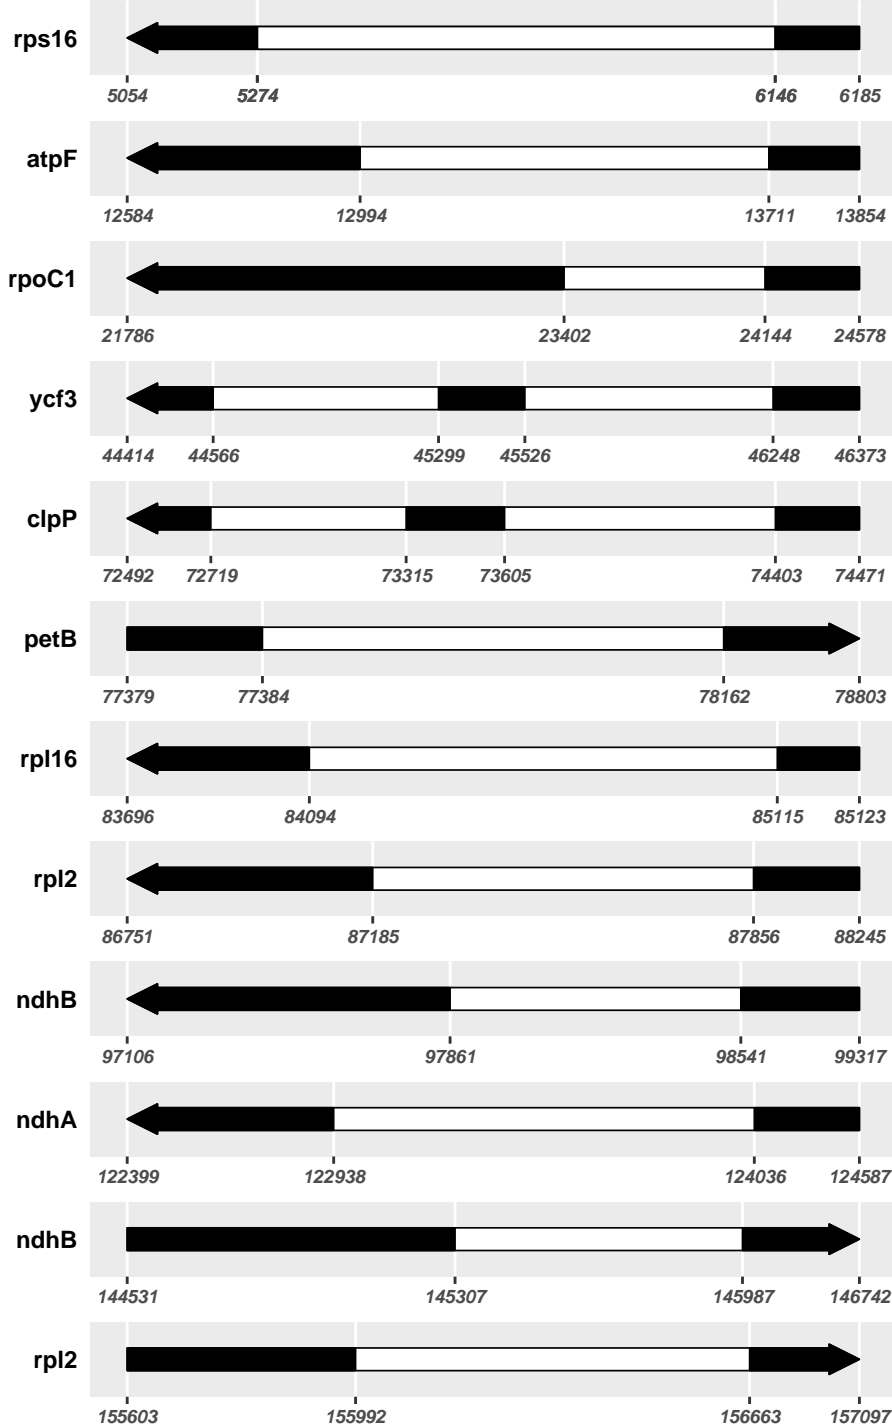 rps16
5054 5274 6146 6185
atpF
12584 12994 13711 13854
rpoC1
21786 23402 24144 24578
ycf3
44414 44566 45299 45526 46248 46373
clpP
72492 72719 73315 73605 74403 74471
petB
77379 77384 78162 78803
rpl16
83696 84094 85115 85123
rpl2
86751 87185 87856 88245
ndhB
97106 97861 98541 99317
ndhA
122399 122938 124036 124587
ndhB
144531 145307 145987 146742
rpl2
155603 155992 156663 157097